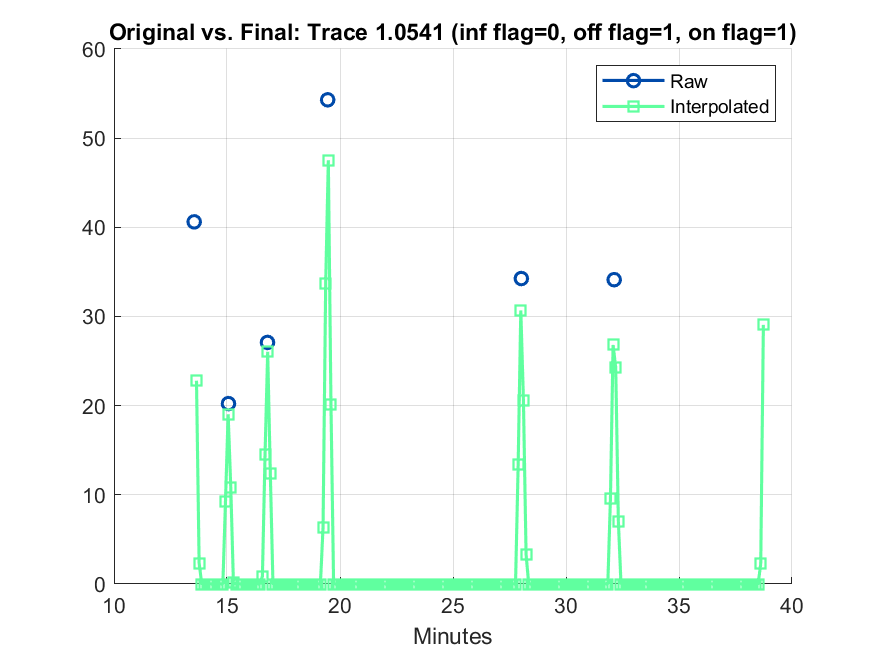 Original vs. Final: Trace 1.0541 (inf flag=0, off flag=1, on flag=1)
60
50
40
30
20
10
0
Raw
Interpolated
10 15 20 25 30 35 40
Minutes